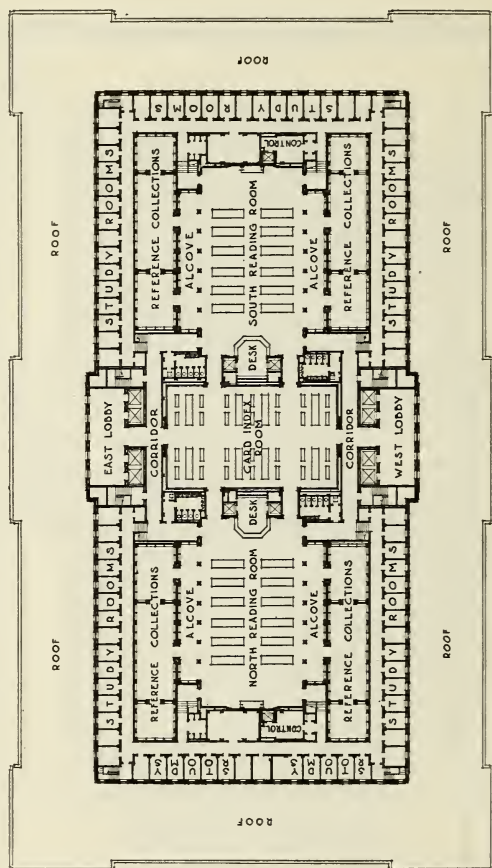 ROOF
STUDY ROOMS
CONTROL
ROOF
STUDY ROOMS
REFERENCE COLLECTIONS
ALCOVE
SOUTH READING ROOM
ALCOVE
REFERENCE COLLECTIONS
STUDY ROOMS
ROOF
DESK
EAST LOBBY
CORRIDOR
CARD INDEX
ROOM
CORRIDOR
WEST LOBBY
DESK
ROOF
STUDY ROOMS
REFERENCE COLLECTIONS
ALCOVE
NORTH READING ROOM
ALCOVE
REFERENCE COLLECTIONS
STUDY ROOMS
ROOF
CONTROL
STUDY
ROOMS
ROOF